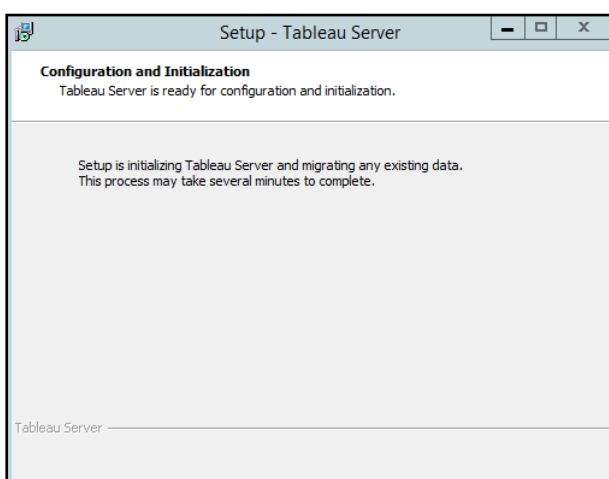 Setup - Tableau Server
Configuration and Initialization
Tableau Server is ready for configuration and initialization.
Setup is initializing Tableau Server and migrating any existing data.
This process may take several minutes to complete.
Tableau Server